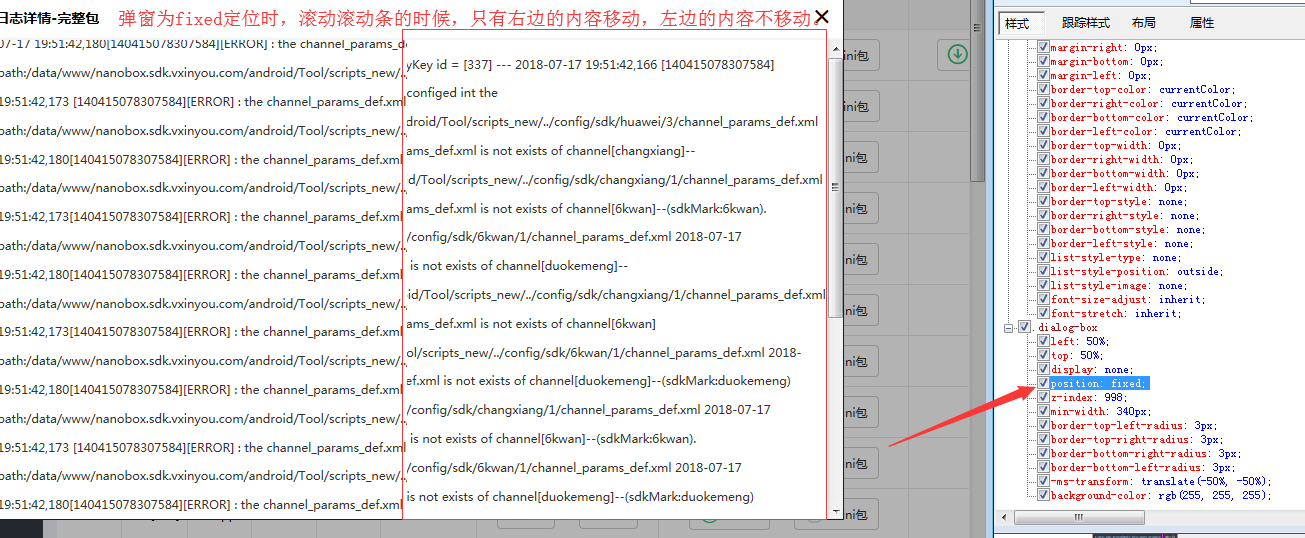 日志详情-完整包
弹窗为fixed定位时，滚动滚动条的时候，只有右边的内容移动，左边的内容不移动。
07-17 19:51:42,180[140415078307584][ERROR] : the channel_params_d
path:/data/www/nanobox.sdk.vxinyou.com/android/Tool/scripts_new/..
19:51:42,173 [140415078307584][ERROR] : the channel_params_def.xml
path:/data/www/nanobox.sdk.vxinyou.com/android/Tool/scripts_new/..
19:51:42,180[140415078307584][ERROR] : the channel_params_def.xml
path:/data/www/nanobox.sdk.vxinyou.com/android/Tool/scripts_new/..
19:51:42,173[140415078307584][ERROR] : the channel_params_def.xml
path:/data/www/nanobox.sdk.vxinyou.com/android/Tool/scripts_new/..
19:51:42,180[140415078307584][ERROR] : the channel_params_def.xml
path:/data/www/nanobox.sdk.vxinyou.com/android/Tool/scripts_new/..
19:51:42,173[140415078307584][ERROR] : the channel_params_def.xml
path:/data/www/nanobox.sdk.vxinyou.com/android/Tool/scripts_new/..
19:51:42,180[140415078307584][ERROR] : the channel_params_def.xml
path:/data/www/nanobox.sdk.vxinyou.com/android/Tool/scripts_new/..
19:51:42,173 [140415078307584][ERROR] : the channel_params_def.xml
path:/data/www/nanobox.sdk.vxinyou.com/android/Tool/scripts_new/..
19:51:42,180[140415078307584][ERROR] : the channel_params_def.xml
yKey id = [337] --- 2018-07-17 19:51:42,166 [140415078307584]
configed int the
droid/Tool/scripts_new/../config/sdk/huawei/3/channel_params_def.xml
ams_def.xml is not exists of channel[changxiang]--
id/Tool/scripts_new/../config/sdk/changxiang/1/channel_params_def.xml
ams_def.xml is not exists of channel[6kwan]--(sdkMark:6kwan).
/config/sdk/6kwan/1/channel_params_def.xml 2018-07-17
is not exists of channel[duokemeng]--
id/Tool/scripts_new/../config/sdk/changxiang/1/channel_params_def.xml
ams_def.xml is not exists of channel[6kwan]
ol/scripts_new/../config/sdk/6kwan/1/channel_params_def.xml 2018-
ef.xml is not exists of channel[duokemeng]--(sdkMark:duokemeng)
/config/sdk/changxiang/1/channel_params_def.xml 2018-07-17
is not exists of channel[6kwan]--(sdkMark:6kwan).
/config/sdk/6kwan/1/channel_params_def.xml 2018-07-17
is not exists of channel[duokemeng]--(sdkMark:duokemeng)
ini包
ini包
ini包
ini包
ini包
ini包
ini包
ini包
ini包
ini包
样式 跟踪样式 布局 属性
margin-right: 0px;
margin-bottom: 0px;
margin-left: 0px;
border-top-color: currentColor;
border-right-color: currentColor;
border-bottom-color: currentColor;
border-left-color: currentColor;
border-top-width: 0px;
border-right-width: 0px;
border-bottom-width: 0px;
border-left-width: 0px;
border-top-style: none;
border-right-style: none;
border-bottom-style: none;
border-left-style: none;
list-style-type: none;
list-style-position: outside;
list-style-image: none;
font-size-adjust: inherit;
font-stretch: inherit;
.dialog-box
left: 50%;
top: 50%;
display: none;
position: fixed;
z-index: 998;
min-width: 340px;
border-top-left-radius: 3px;
border-top-right-radius: 3px;
border-bottom-right-radius: 3px;
border-bottom-left-radius: 3px;
-ms-transform: translate(-50%, -50%);
background-color: rgb(255, 255, 255);